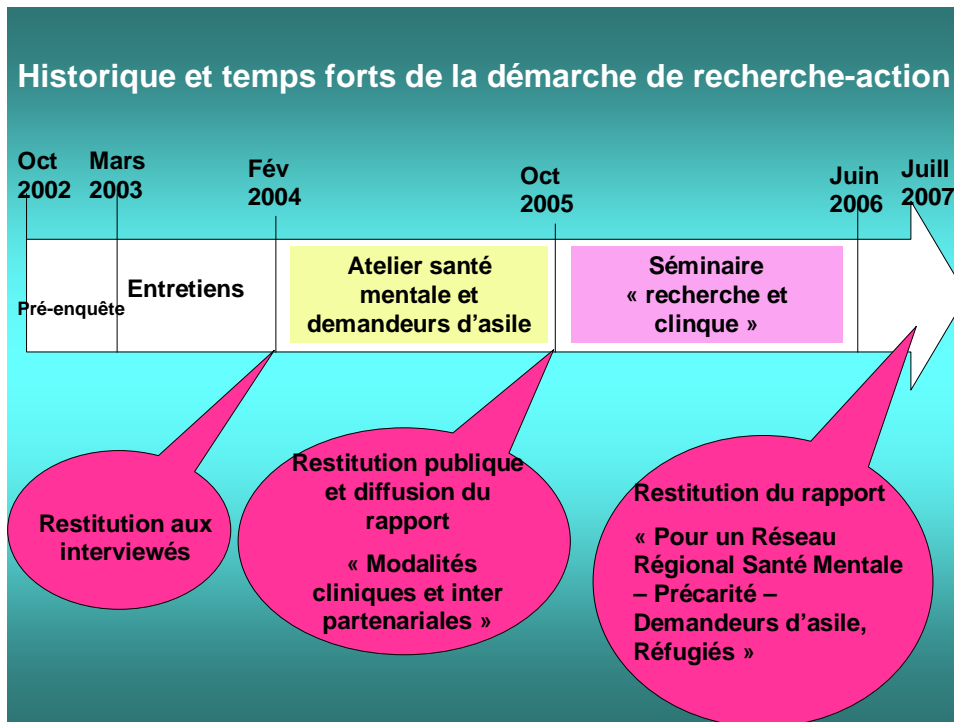 Historique et temps forts de la démarche de recherche-action
Oct
2002
Mars
2003
Fév
2004
Oct
2005
Juin
2006
Juill
2007
Pré-enquête
Entretiens
Atelier santé
mentale et
demandeurs d'asile
Séminaire
« recherche et
clinque »
Restitution aux
interviewés
Restitution publique
et diffusion du
rapport
« Modalités
cliniques et inter
partenariales »
Restitution du rapport
« Pour un Réseau
Régional Santé Mentale
– Précarité –
Demandeurs d'asile,
Réfugiés »